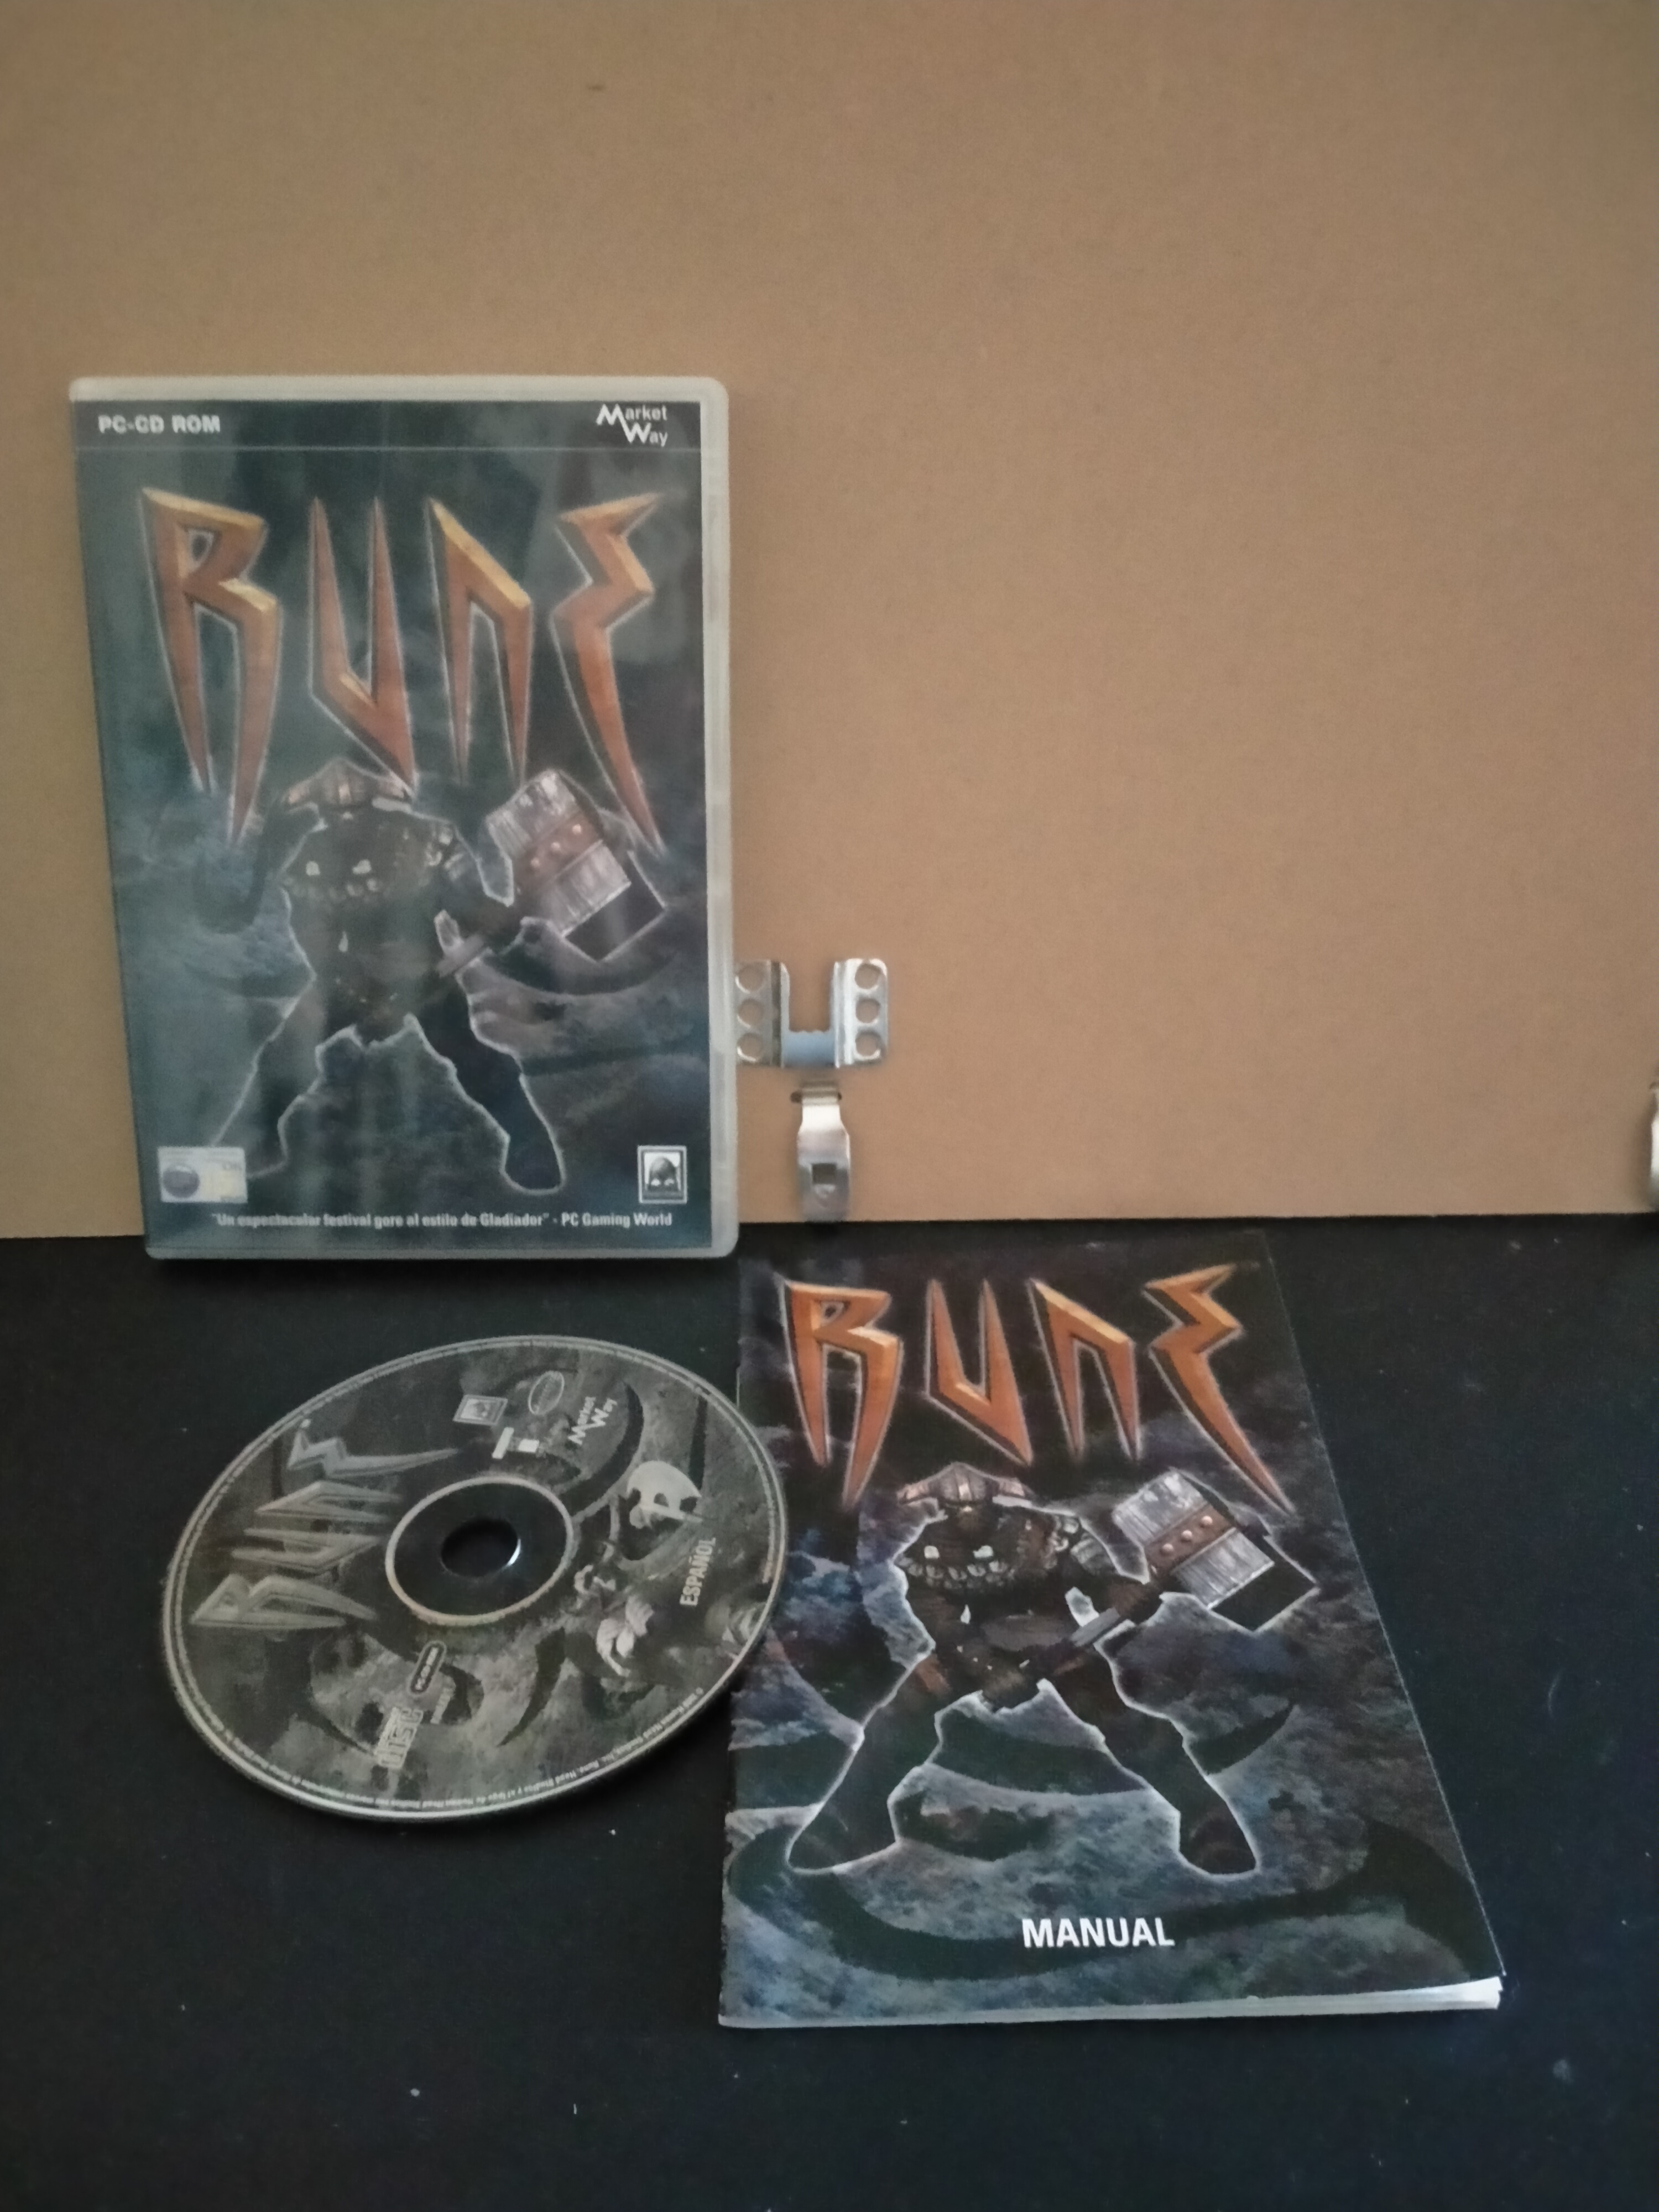 PC-CD ROM
Market
Way
RUNE
"Un espectacular festival gore al estilo de Gladiador" - PC Gaming World
RUNE
Market
Way
ESPAÑOL
RUNE
MANUAL